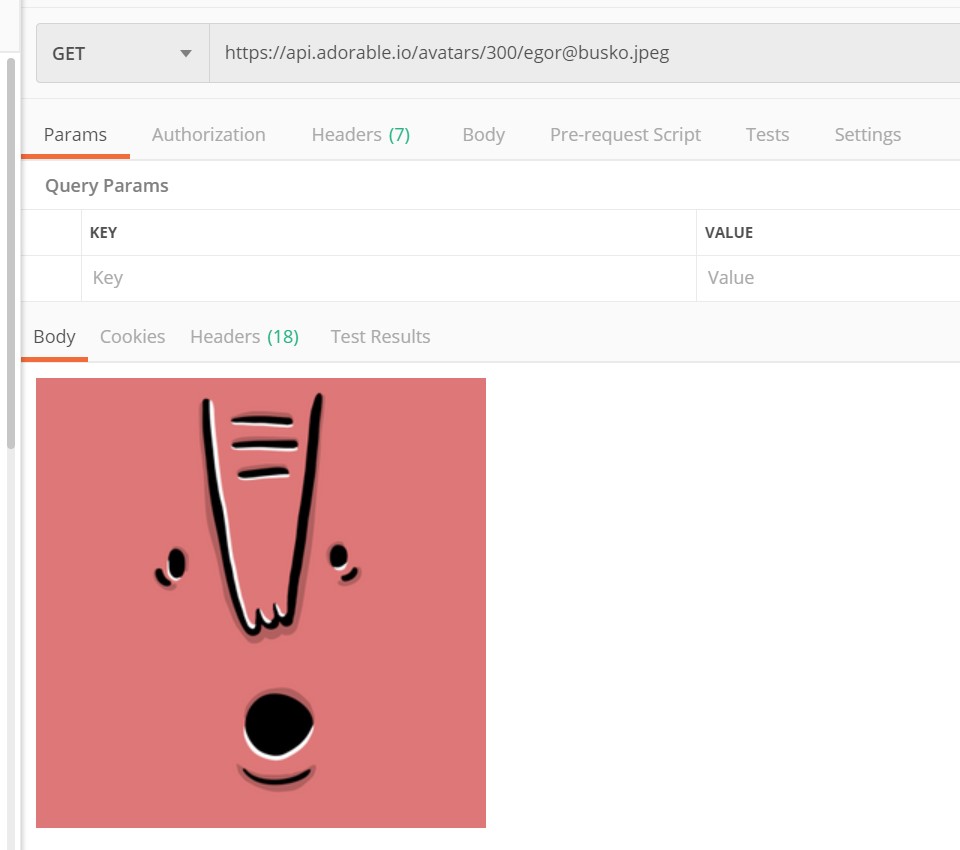 GET https://api.adorable.io/avatars/300/egor@busko.jpeg
Params Authorization Headers (7) Body Pre-request Script Tests Settings
Query Params
KEY VALUE
Key Value
Body Cookies Headers (18) Test Results